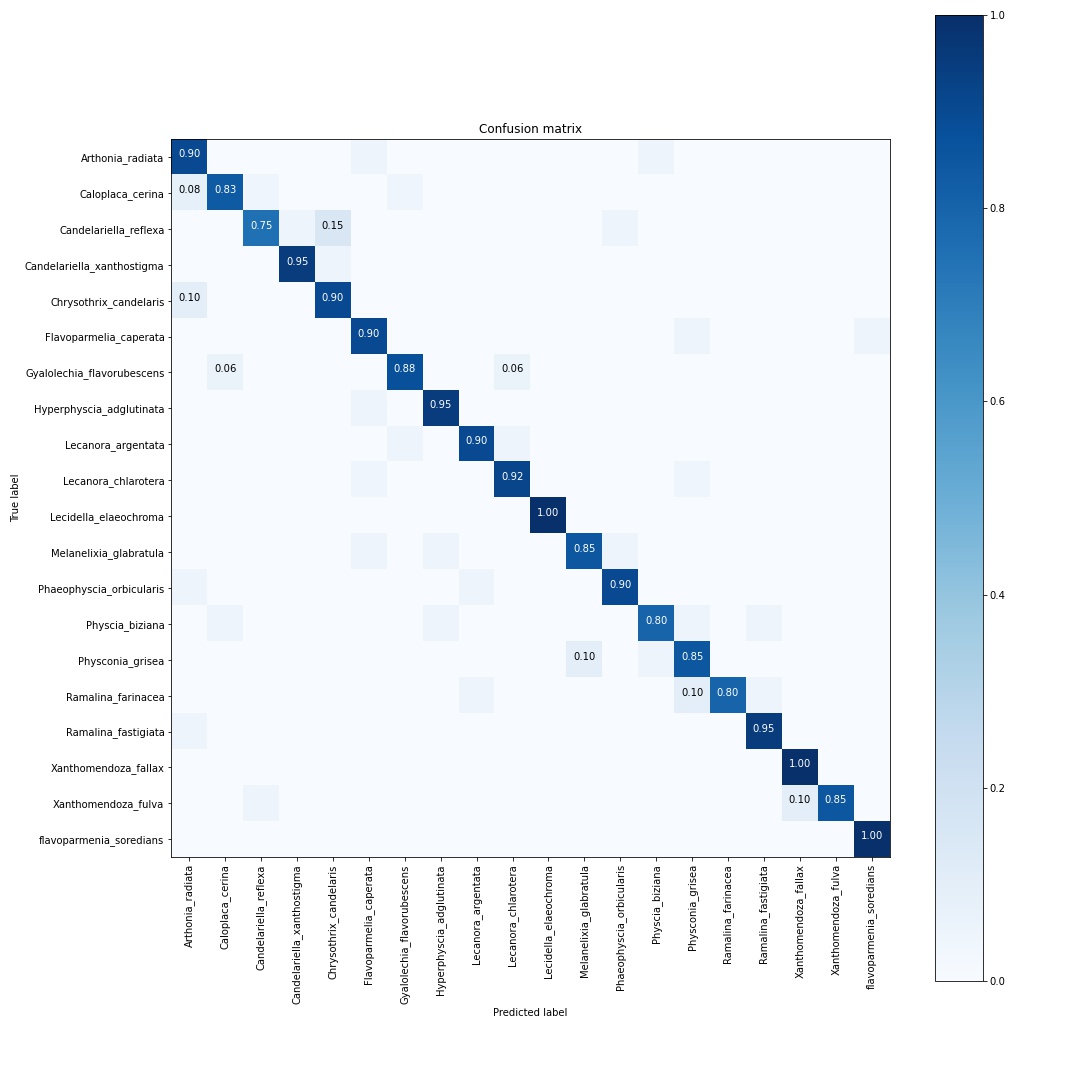 Confusion matrix
1.0
0.8
0.6
0.4
0.2
0.0
True label
Arthonia_radiata 0.90
Caloplaca_cerina 0.08 0.83
Candelariella_reflexa 0.75 0.15
Candelariella_xanthostigma 0.95
Chrysothrix_candelaris 0.10 0.90
Flavoparmelia_caperata 0.90
Gyalolechia_flavorubescens 0.06 0.88 0.06
Hyperphyscia_adglutinata 0.95
Lecanora_argentata 0.90
Lecanora_chlarotera 0.92
Lecidella_elaeochroma 1.00
Melanelixia_glabratula 0.85
Phaeophyscia_orbicularis 0.90
Physcia_biziana 0.80
Physconia_grisea 0.10 0.85
Ramalina_farinacea 0.10 0.80
Ramalina_fastigiata 0.95
Xanthomendoza_fallax 1.00
Xanthomendoza_fulva 0.10 0.85
flavoparmenia_soredians 1.00
Arthonia_radiata
Caloplaca_cerina
Candelariella_reflexa
Candelariella_xanthostigma
Chrysothrix_candelaris
Flavoparmelia_caperata
Gyalolechia_flavorubescens
Hyperphyscia_adglutinata
Lecanora_argentata
Lecanora_chlarotera
Lecidella_elaeochroma
Melanelixia_glabratula
Phaeophyscia_orbicularis
Physcia_biziana
Physconia_grisea
Ramalina_farinacea
Ramalina_fastigiata
Xanthomendoza_fallax
Xanthomendoza_fulva
flavoparmenia_soredians
Predicted label